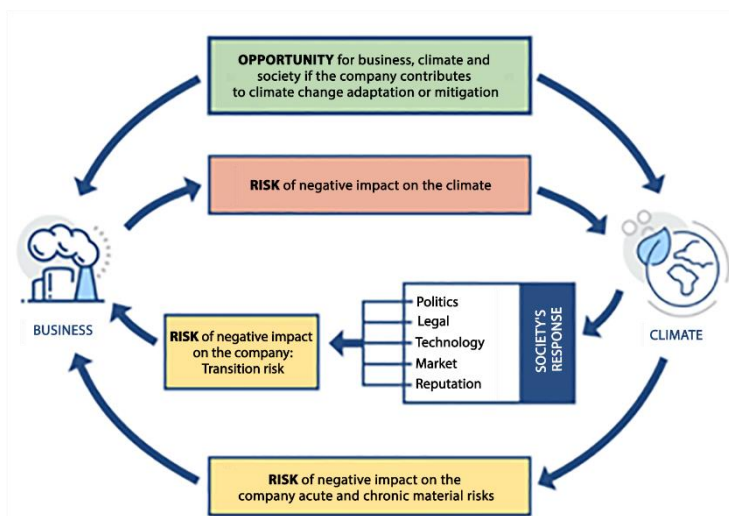 OPPORTUNITY for business, climate and
society if the company contributes
to climate change adaptation or mitigation
RISK of negative impact on the climate
BUSINESS
RISK of negative impact
on the company:
Transition risk
Politics
Legal
Technology
Market
Reputation
SOCIETY'S
RESPONSE
CLIMATE
RISK of negative impact on the
company acute and chronic material risks